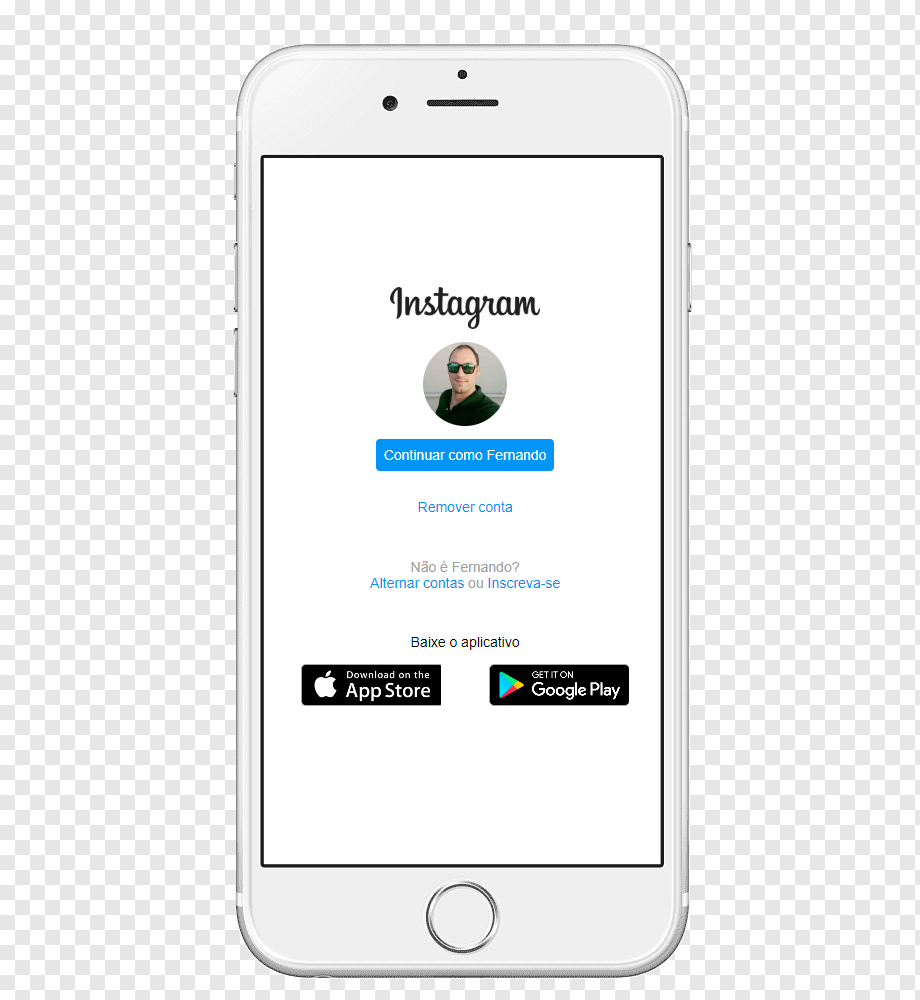 Instagram
Continuar como Fernando
Remover conta
Não é Fernando?
Alternar contas ou Inscreva-se
Baixe o aplicativo
Download on the
App Store
GET IT ON
Google Play